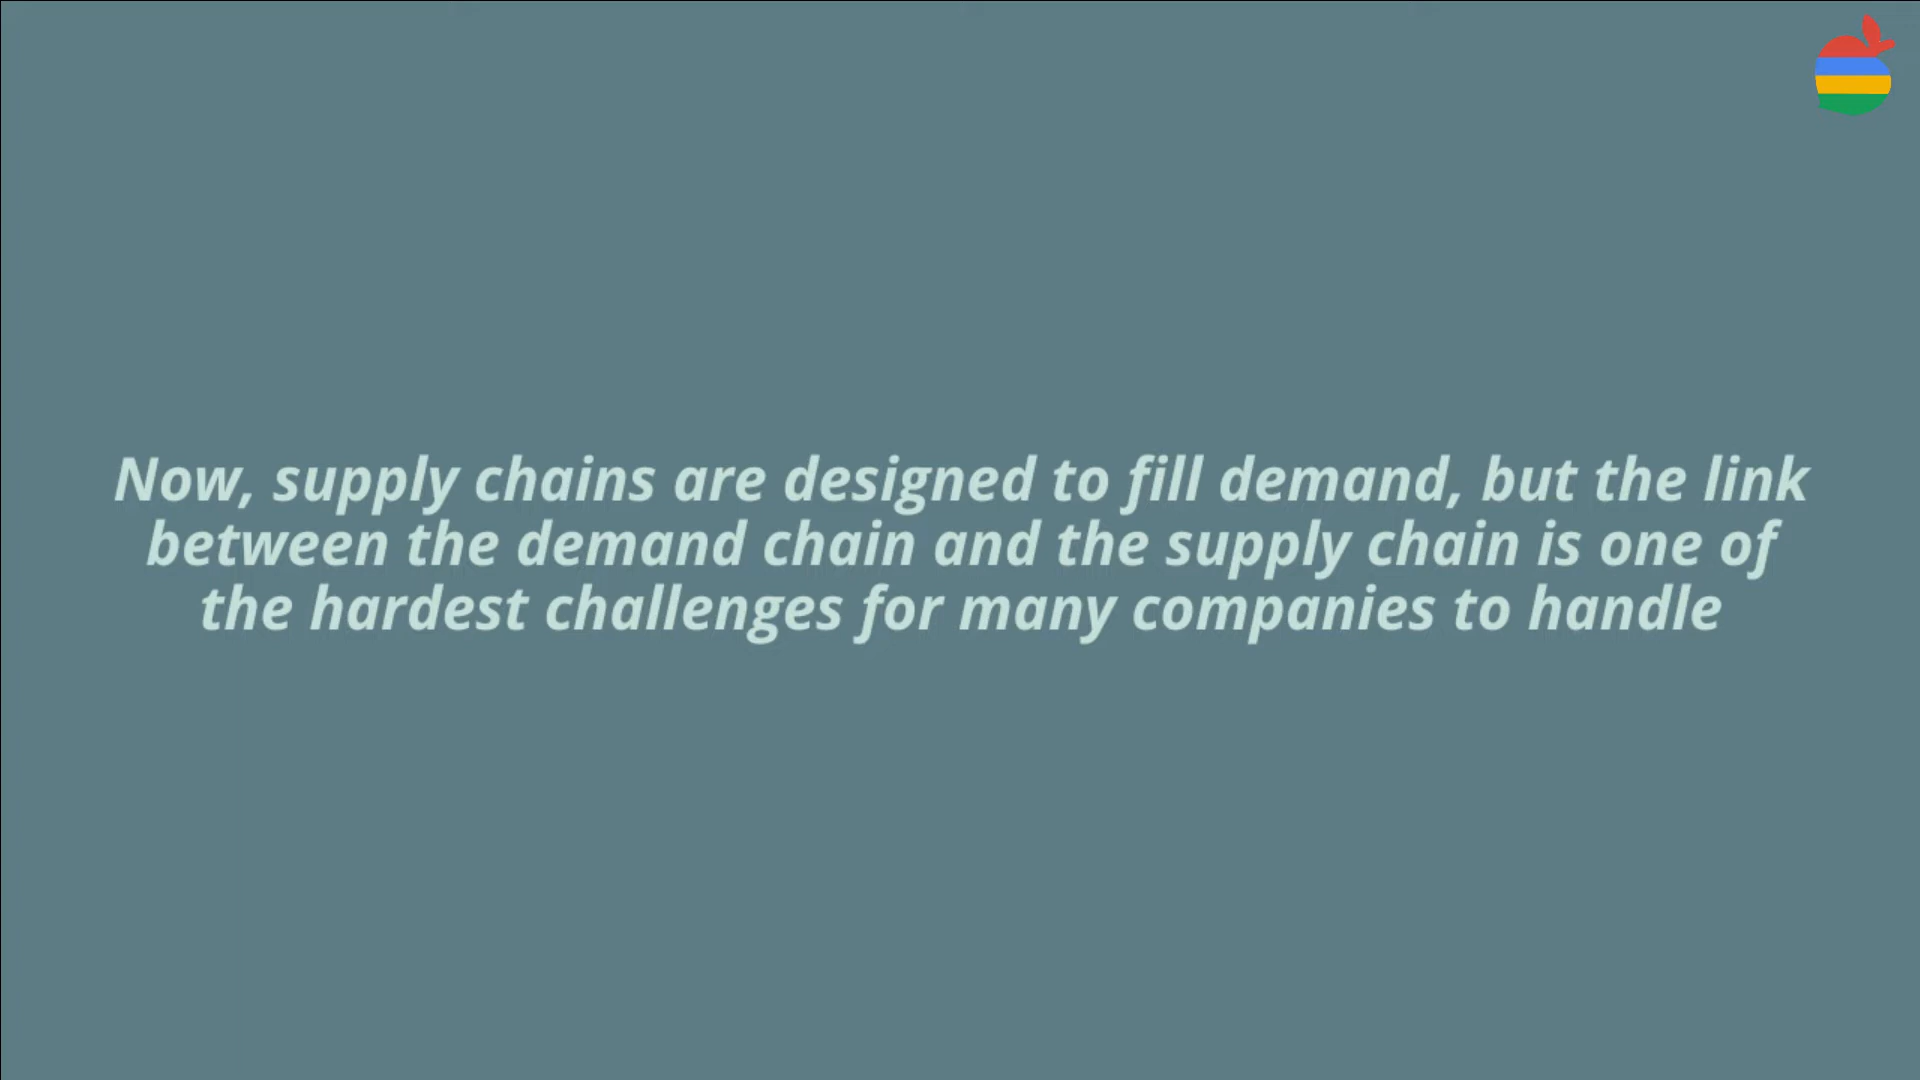 Now, supply chains are designed to fill demand, but the link
between the demand chain and the supply chain is one of
the hardest challenges for many companies to handle